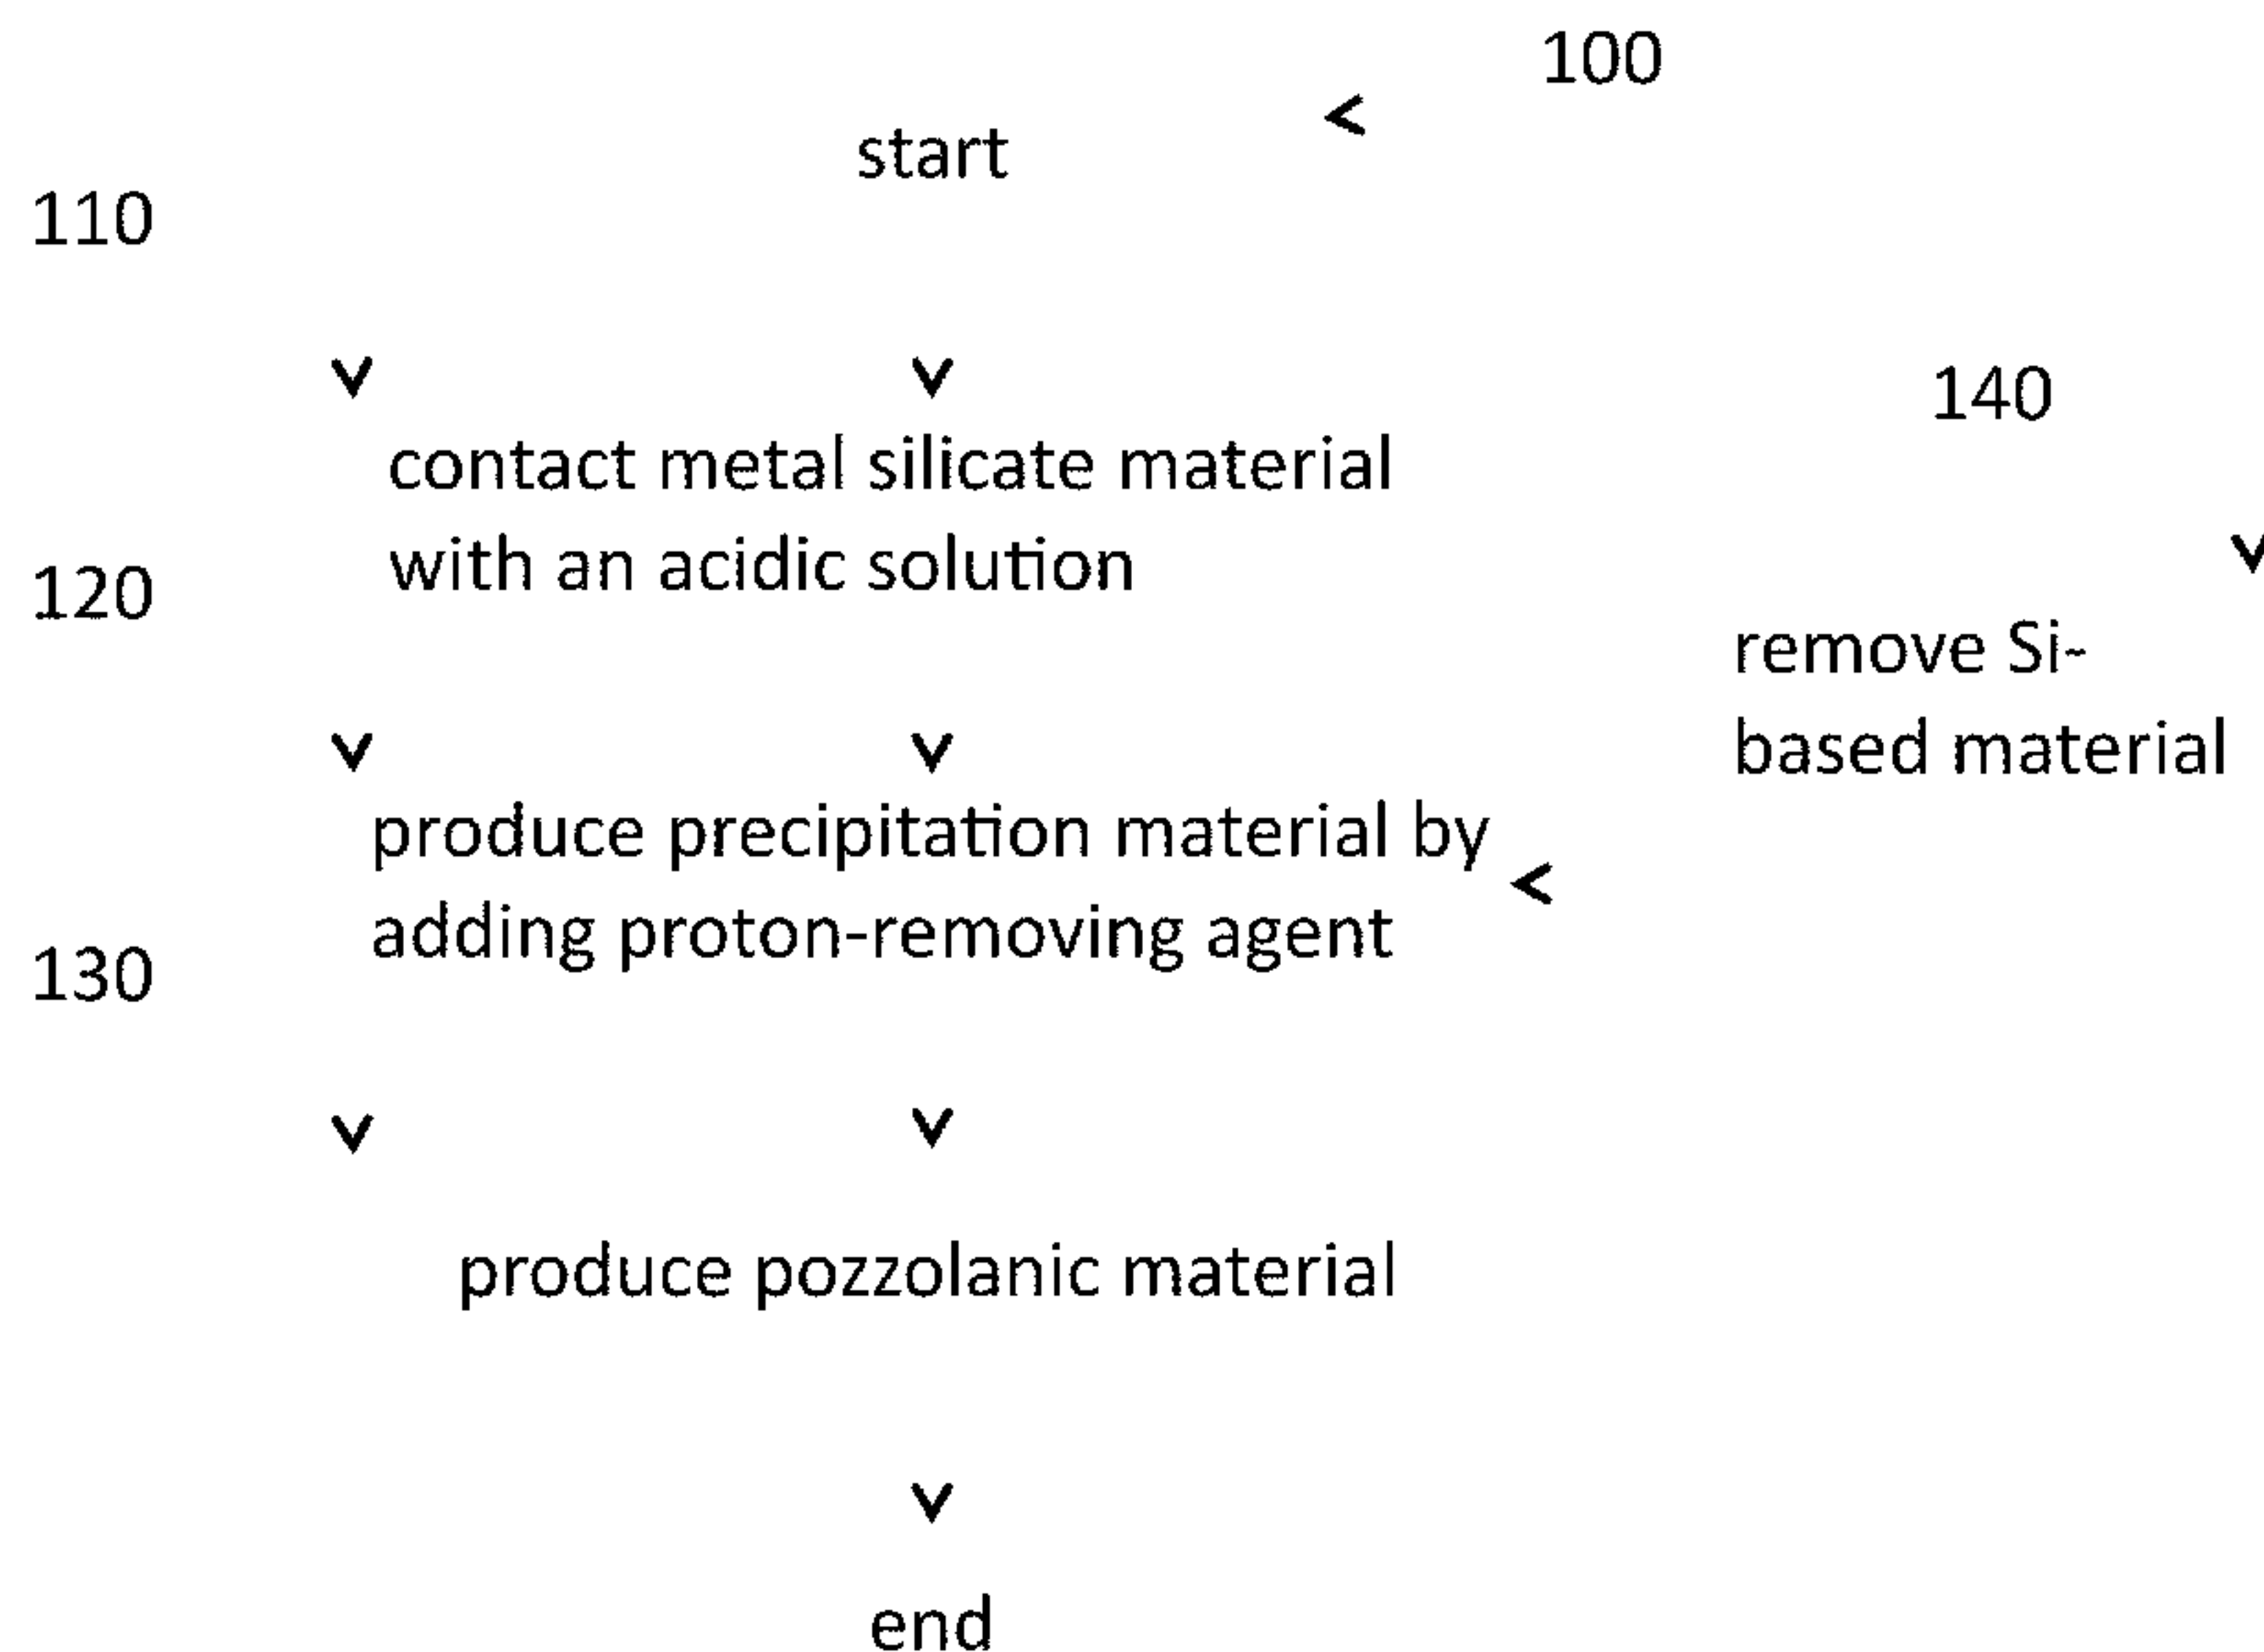 100
start
110
140
contact metal silicate material
with an acidic solution
120
remove Si-
based material
produce precipitation material by
adding proton-removing agent
130
produce pozzolanic material
end